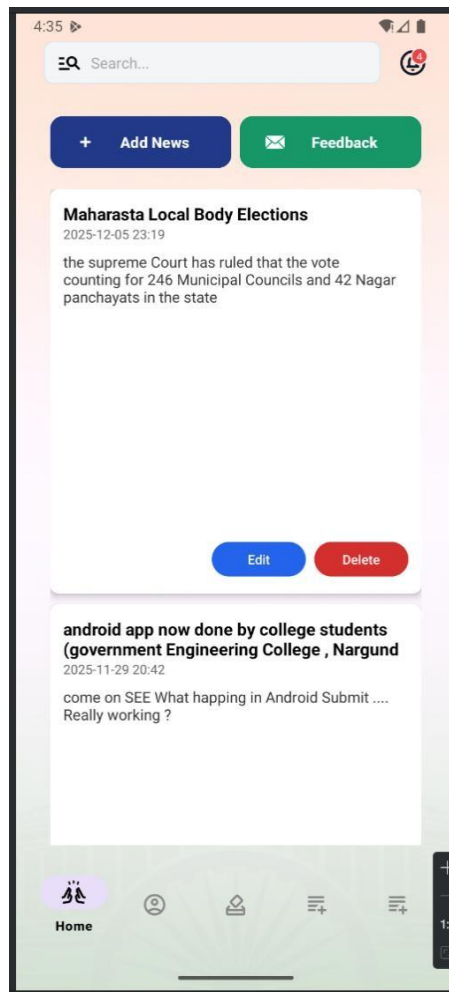 4:35
Search...
4
+ Add News
Feedback
Maharasta Local Body Elections
2025-12-05 23:19
the supreme Court has ruled that the vote
counting for 246 Municipal Councils and 42 Nagar
panchayats in the state
Edit
Delete
android app now done by college students
(government Engineering College , Nargund
2025-11-29 20:42
come on SEE What happing in Android Submit ....
Really working ?
Home
1: